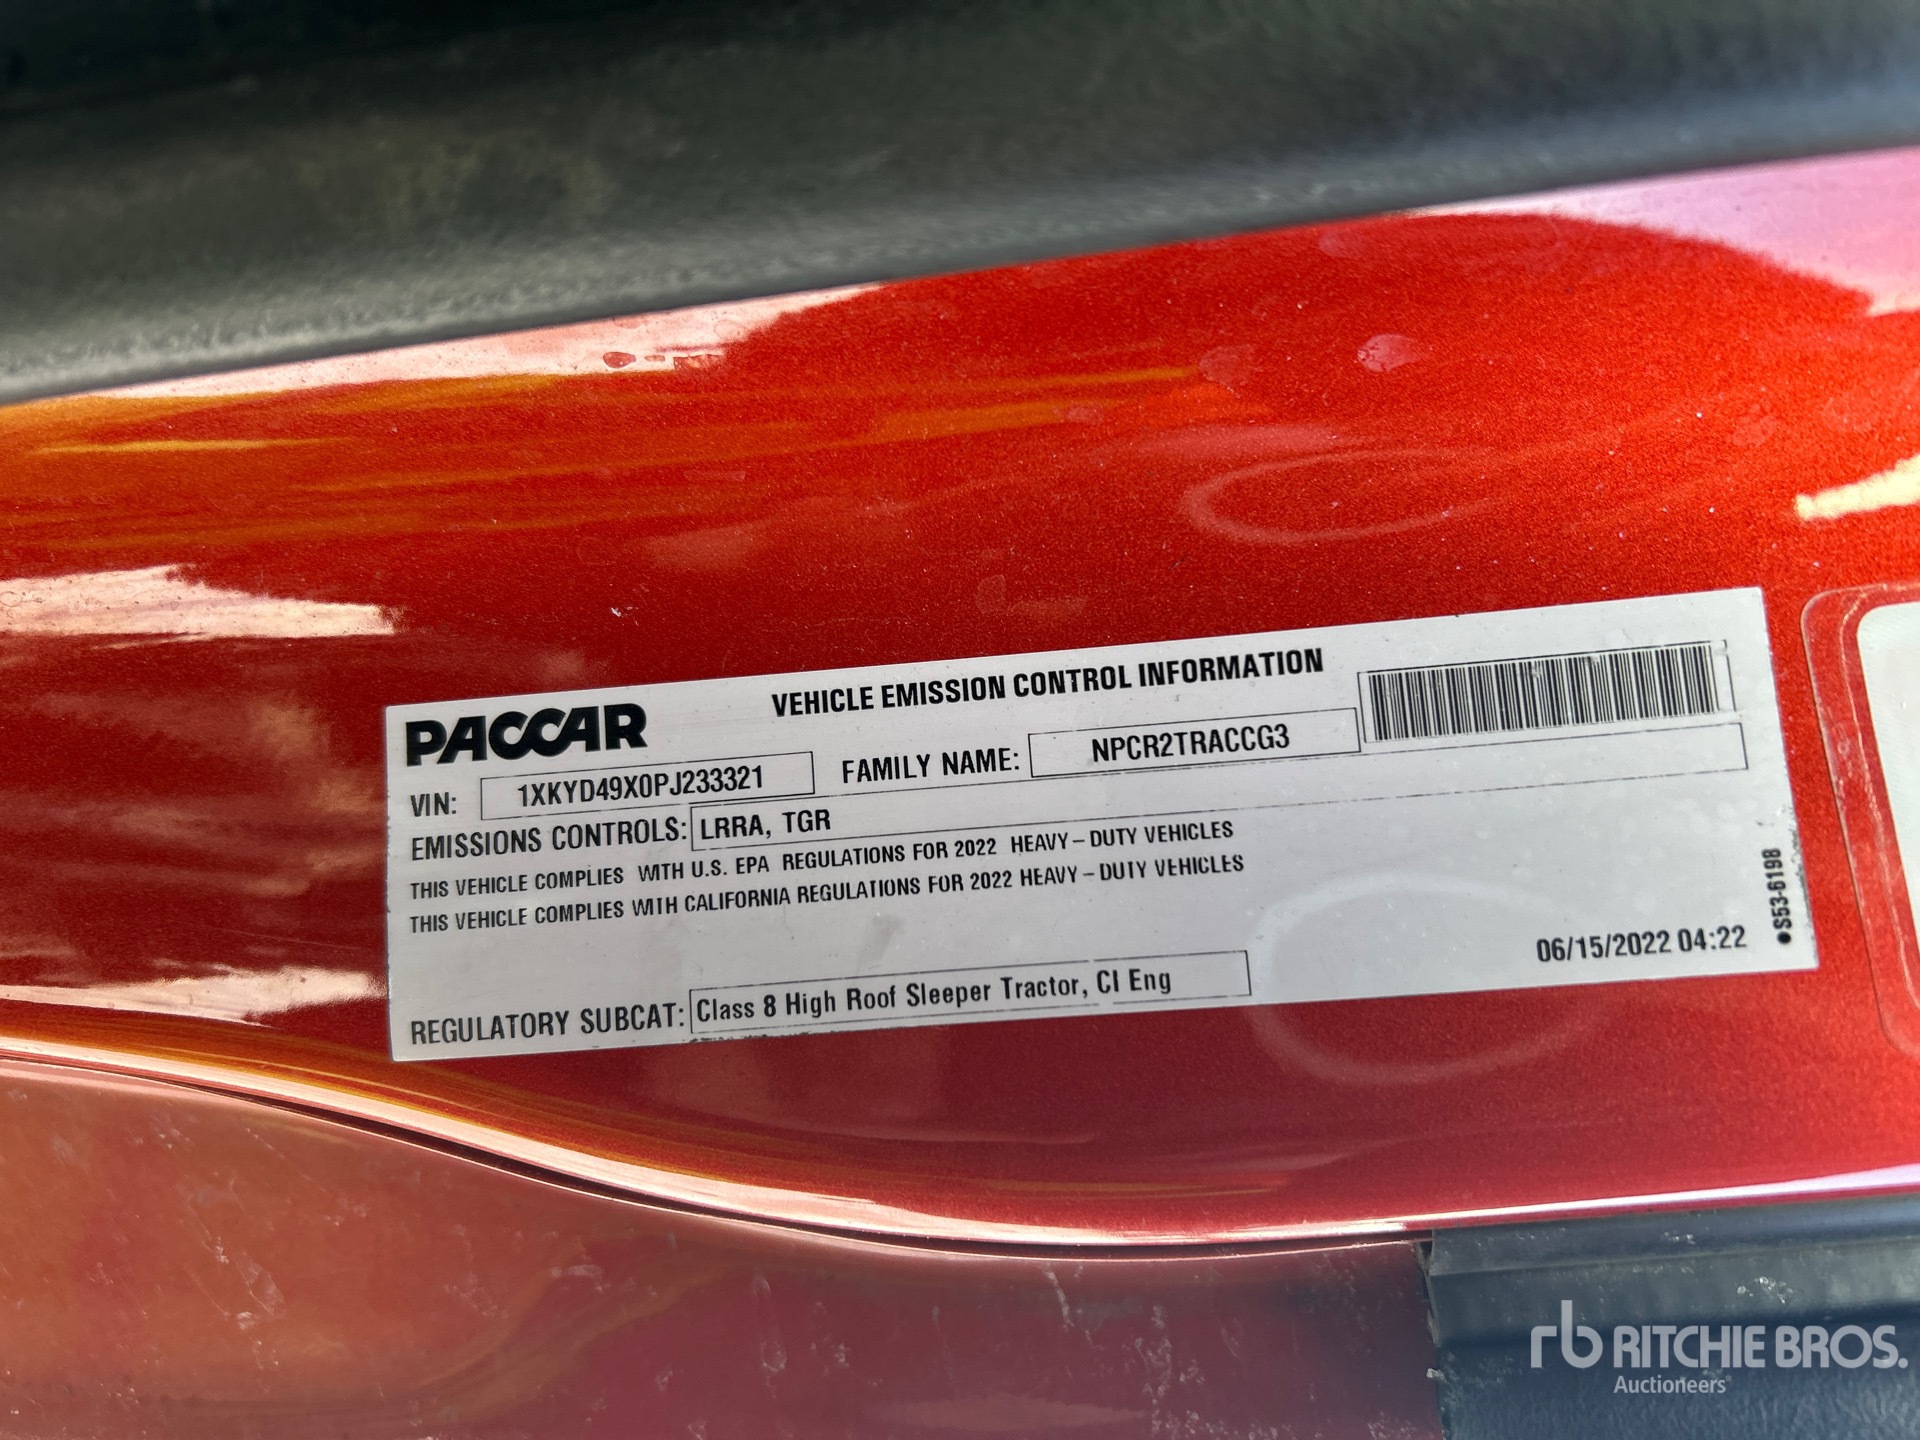 PACCAR
VEHICLE EMISSION CONTROL INFORMATION
VIN: 1XKYD49X0PJ233321 FAMILY NAME: NPCR2TRACCG3
EMISSIONS CONTROLS: LRRA, TGR
THIS VEHICLE COMPLIES WITH U.S. EPA REGULATIONS FOR 2022 HEAVY-DUTY VEHICLES
THIS VEHICLE COMPLIES WITH CALIFORNIA REGULATIONS FOR 2022 HEAVY-DUTY VEHICLES
REGULATORY SUBCAT: Class 8 High Roof Sleeper Tractor, CI Eng
06/15/2022 04:22
●S53-6198
rb RITCHIE BROS.
Auctioneers